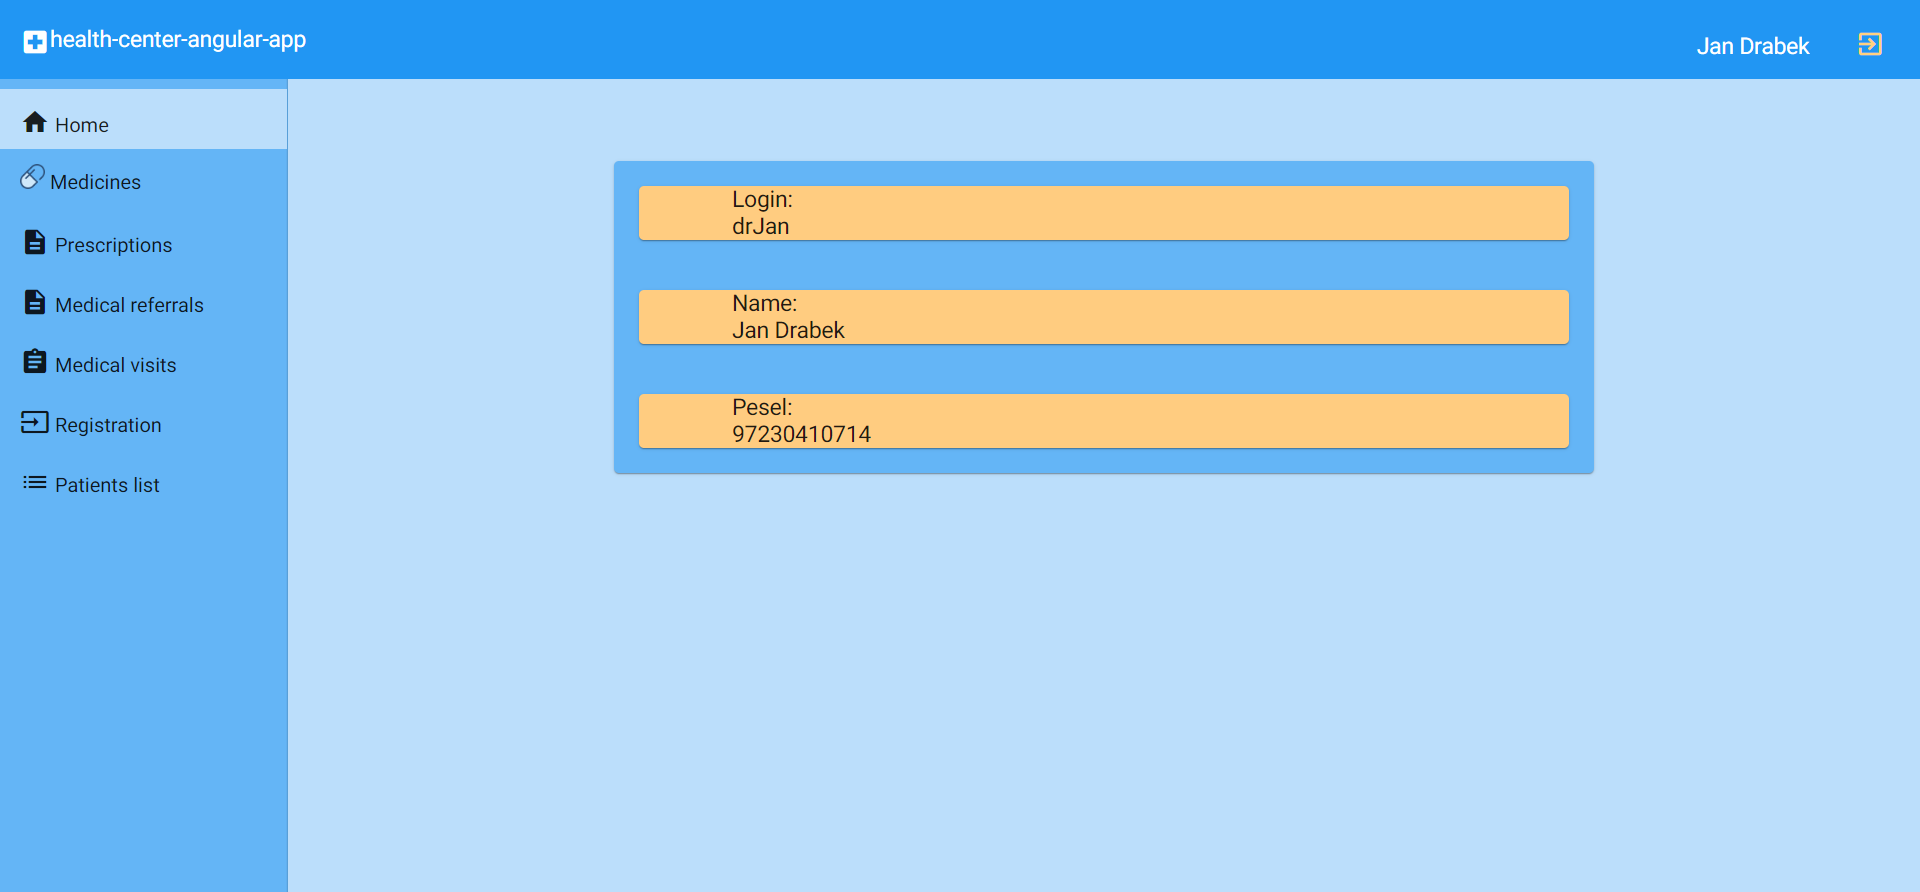 health-center-angular-app
Jan Drabek
Home
Medicines
Prescriptions
Medical referrals
Medical visits
Registration
Patients list
Login:
drJan
Name:
Jan Drabek
Pesel:
97230410714